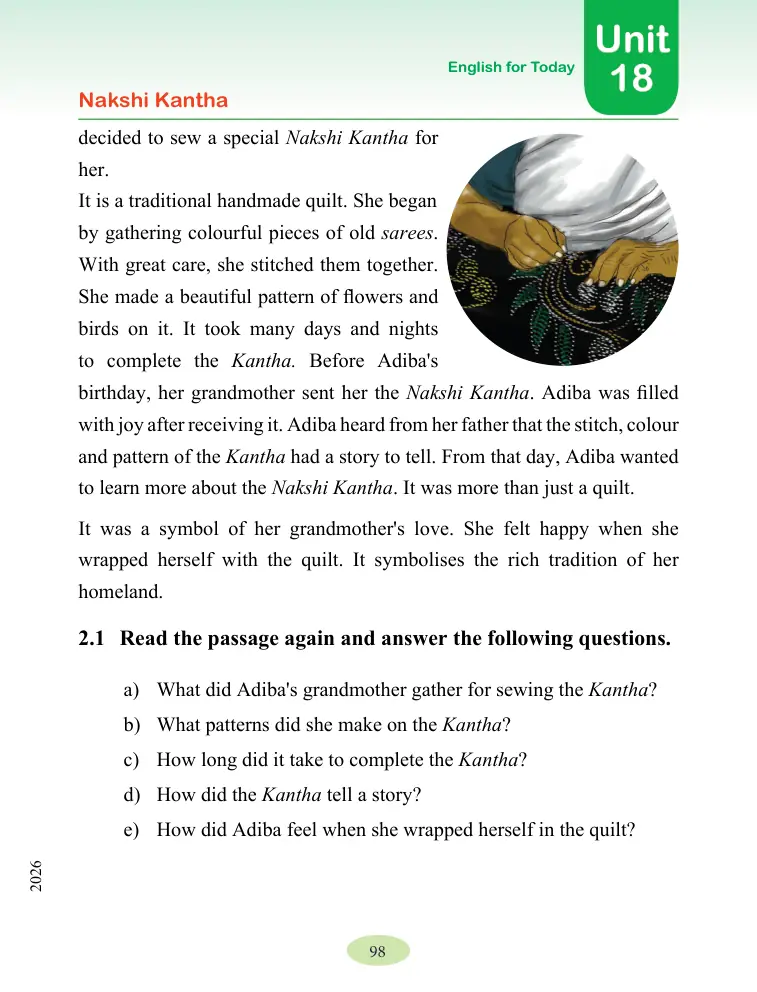 Unit
18
English for Today
Nakshi Kantha
decided to sew a special Nakshi Kantha for
her.
It is a traditional handmade quilt. She began
by gathering colourful pieces of old sarees.
With great care, she stitched them together.
She made a beautiful pattern of flowers and
birds on it. It took many days and nights
to complete the Kantha. Before Adiba's
birthday, her grandmother sent her the Nakshi Kantha. Adiba was filled
with joy after receiving it. Adiba heard from her father that the stitch, colour
and pattern of the Kantha had a story to tell. From that day, Adiba wanted
to learn more about the Nakshi Kantha. It was more than just a quilt.
It was a symbol of her grandmother's love. She felt happy when she
wrapped herself with the quilt. It symbolises the rich tradition of her
homeland.
2.1 Read the passage again and answer the following questions.
a) What did Adiba's grandmother gather for sewing the Kantha?
b) What patterns did she make on the Kantha?
c) How long did it take to complete the Kantha?
d) How did the Kantha tell a story?
e) How did Adiba feel when she wrapped herself in the quilt?
2026
98